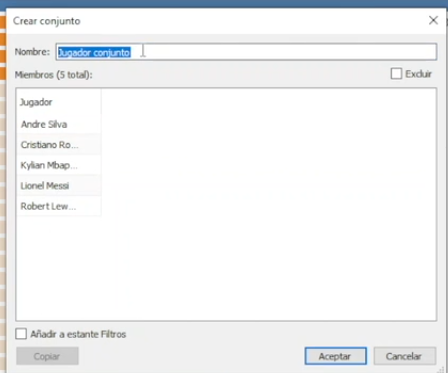 Crear conjunto
Nombre: Jugador conjunto
Miembros (5 total): Excluir
Jugador
Andre Silva
Cristiano Ro...
Kylian Mbap...
Lionel Messi
Robert Lew...
Añadir a estante Filtros
Copiar Aceptar Cancelar